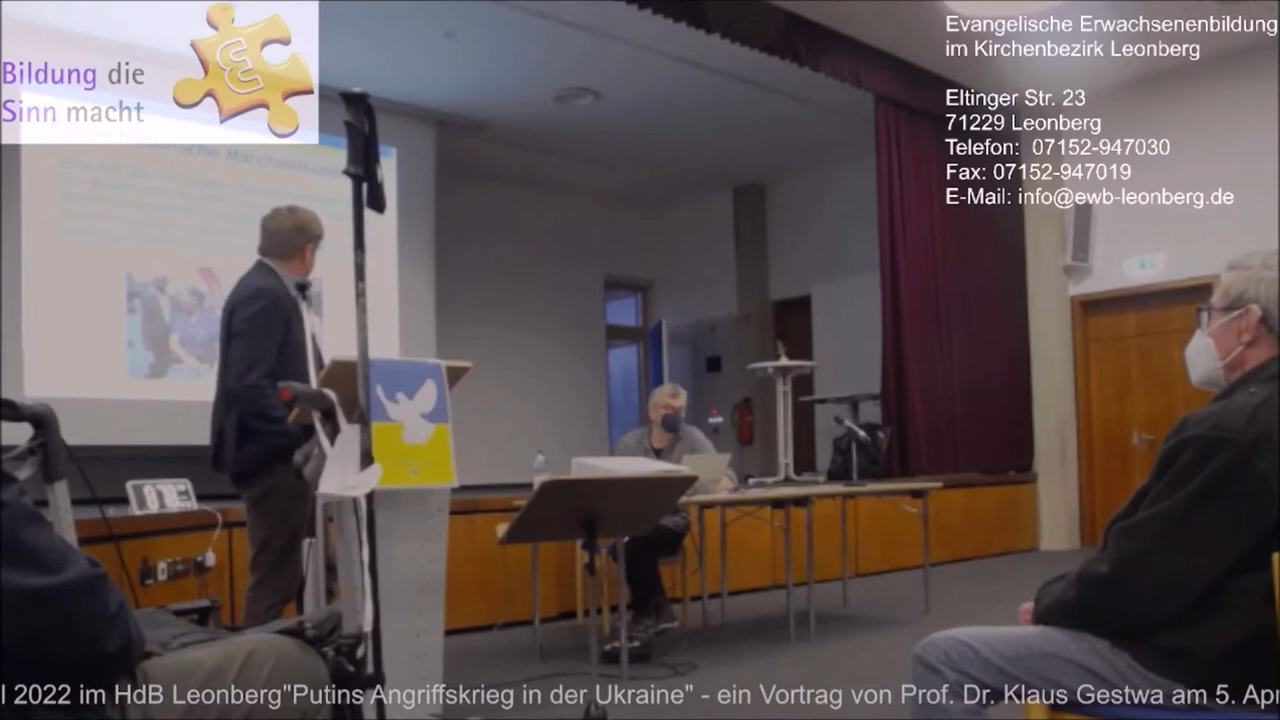 Bildung die
Sinn macht
Evangelische Erwachsenenbildung
im Kirchenbezirk Leonberg
Eltinger Str. 23
71229 Leonberg
Telefon: 07152-947030
Fax: 07152-947019
E-Mail: info@ewb-leonberg.de
l 2022 im HdB Leonberg"Putins Angriffskrieg in der Ukraine" - ein Vortrag von Prof. Dr. Klaus Gestwa am 5. Apr